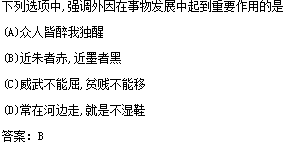 下列选项中,强调外因在事物发展中起到重要作用的是
(A)众人皆醉我独醒
(B)近朱者赤,近墨者黑
(C)威武不能屈,贫贱不能移
(D)常在河边走,就是不湿鞋
答案: B